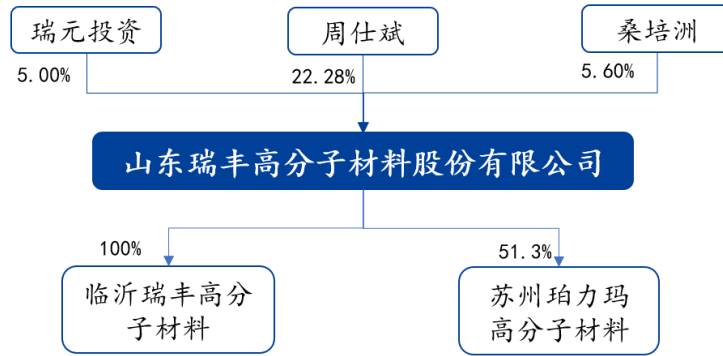 瑞元投资
周仕斌
桑培洲
5.00%
22.28%
5.60%
山东瑞丰高分子材料股份有限公司
100%
51.3%
临沂瑞丰高分
子材料
苏州珀力玛
高分子材料